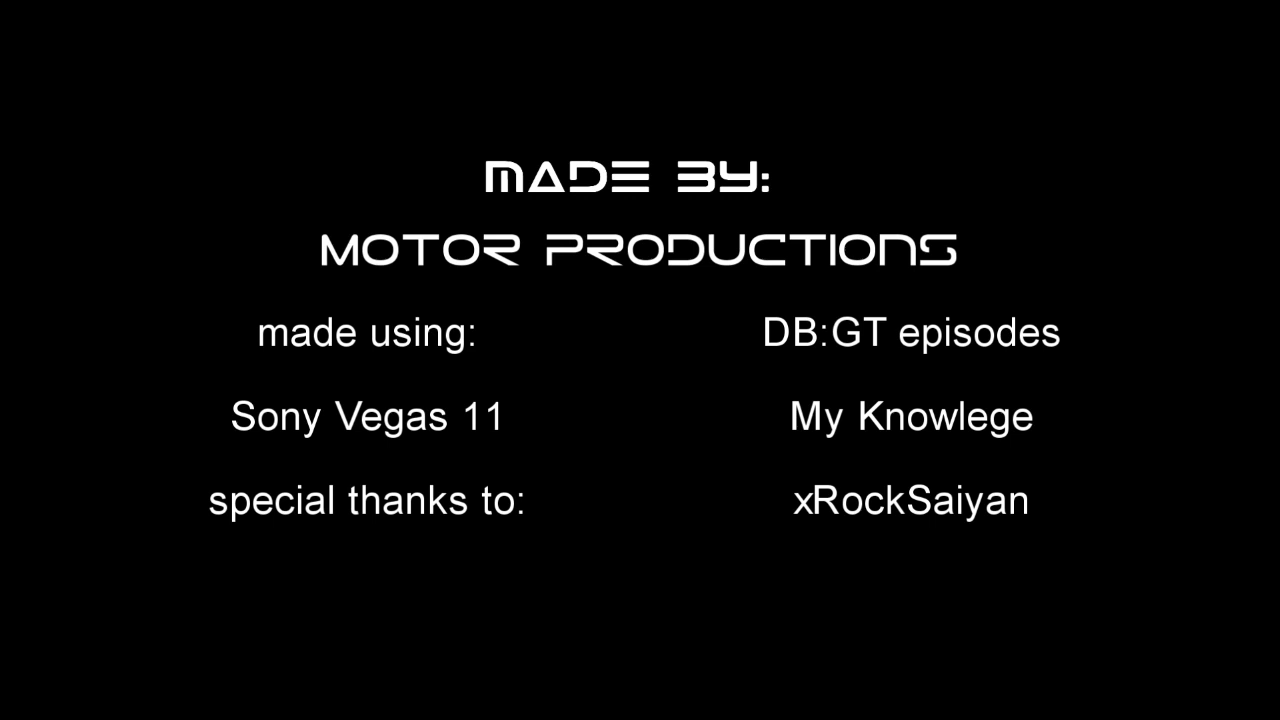 MADE BY:
MOTOR PRODUCTIONS
made using: DB:GT episodes
Sony Vegas 11 My Knowlege
special thanks to: xRockSaiyan